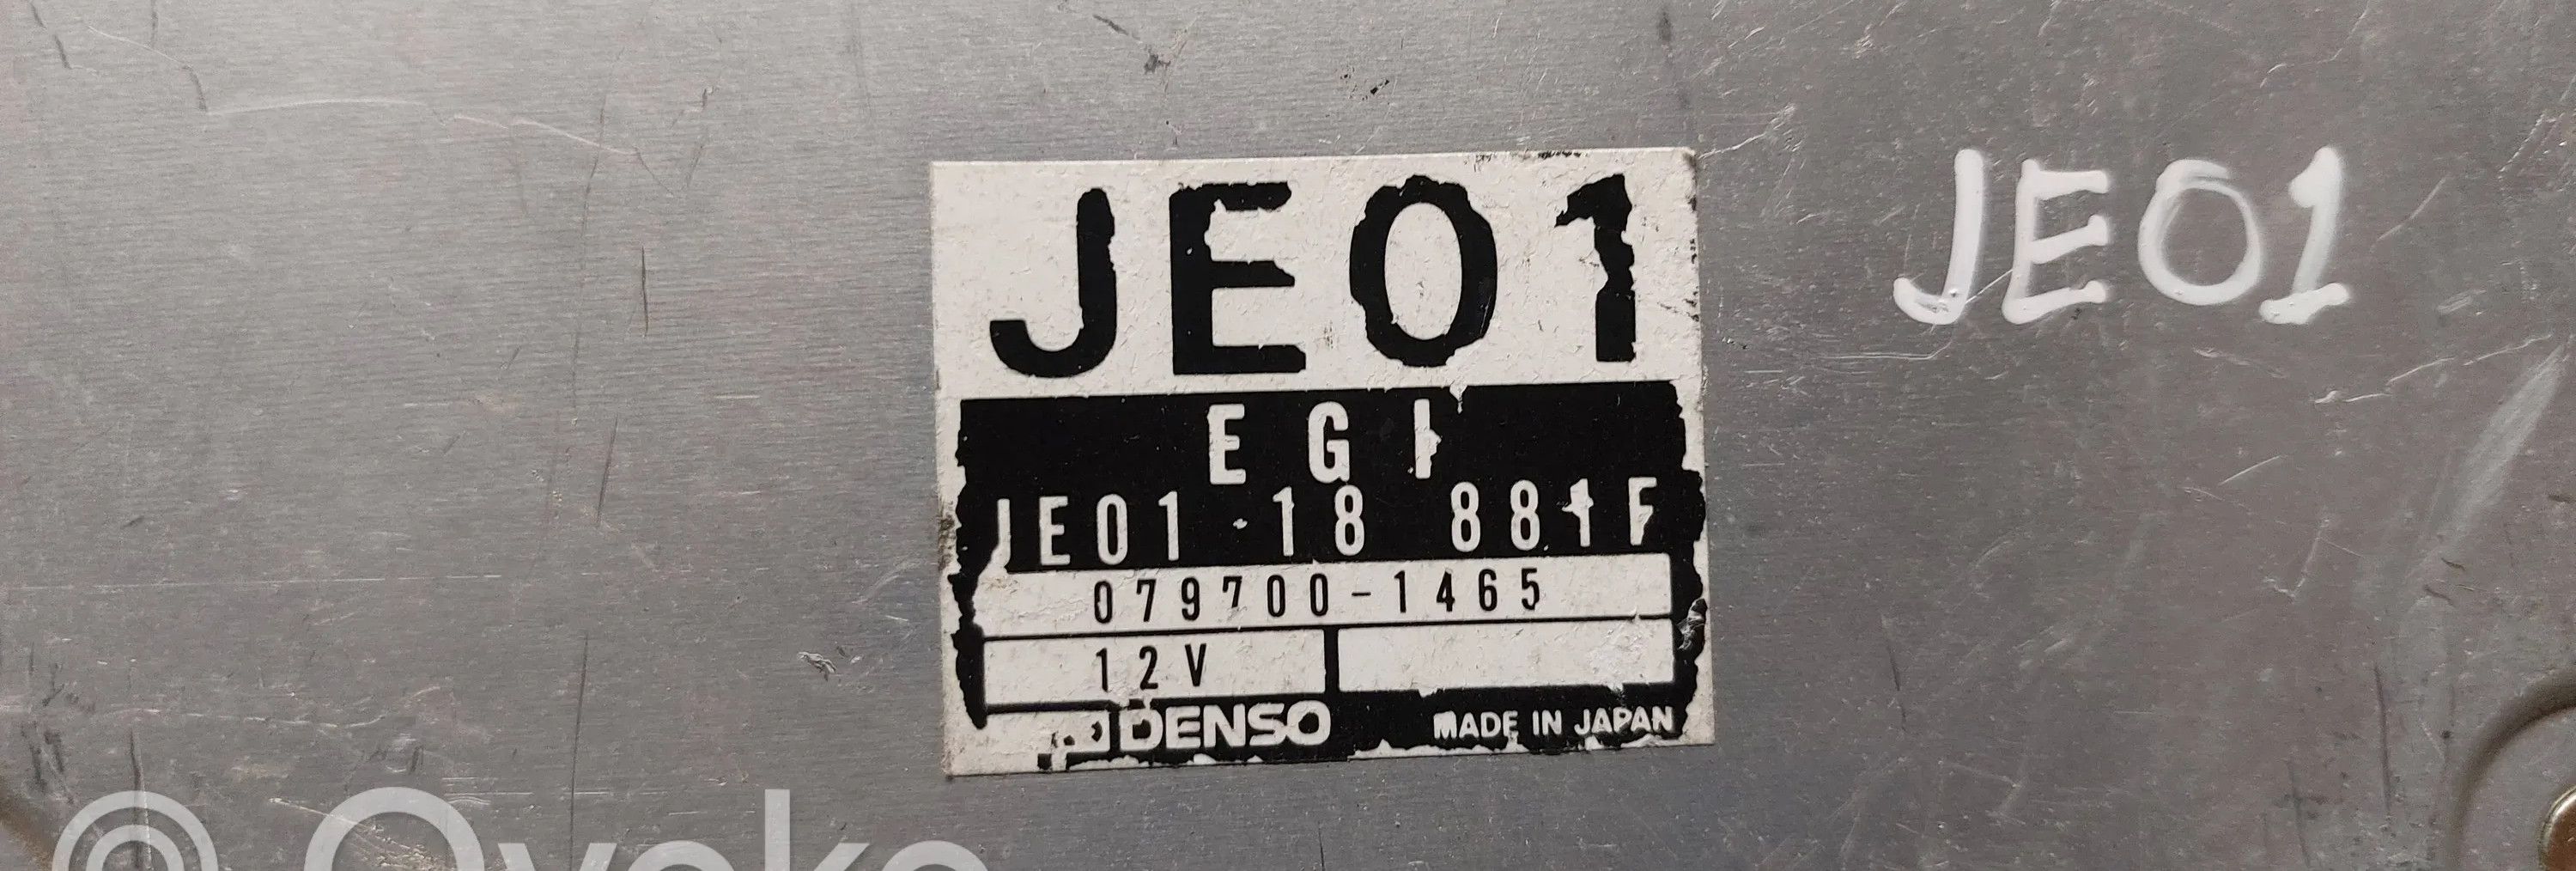 JE01
JE01
EGI
JE01-18 881F
079700-1465
12V
DENSO MADE IN JAPAN
©